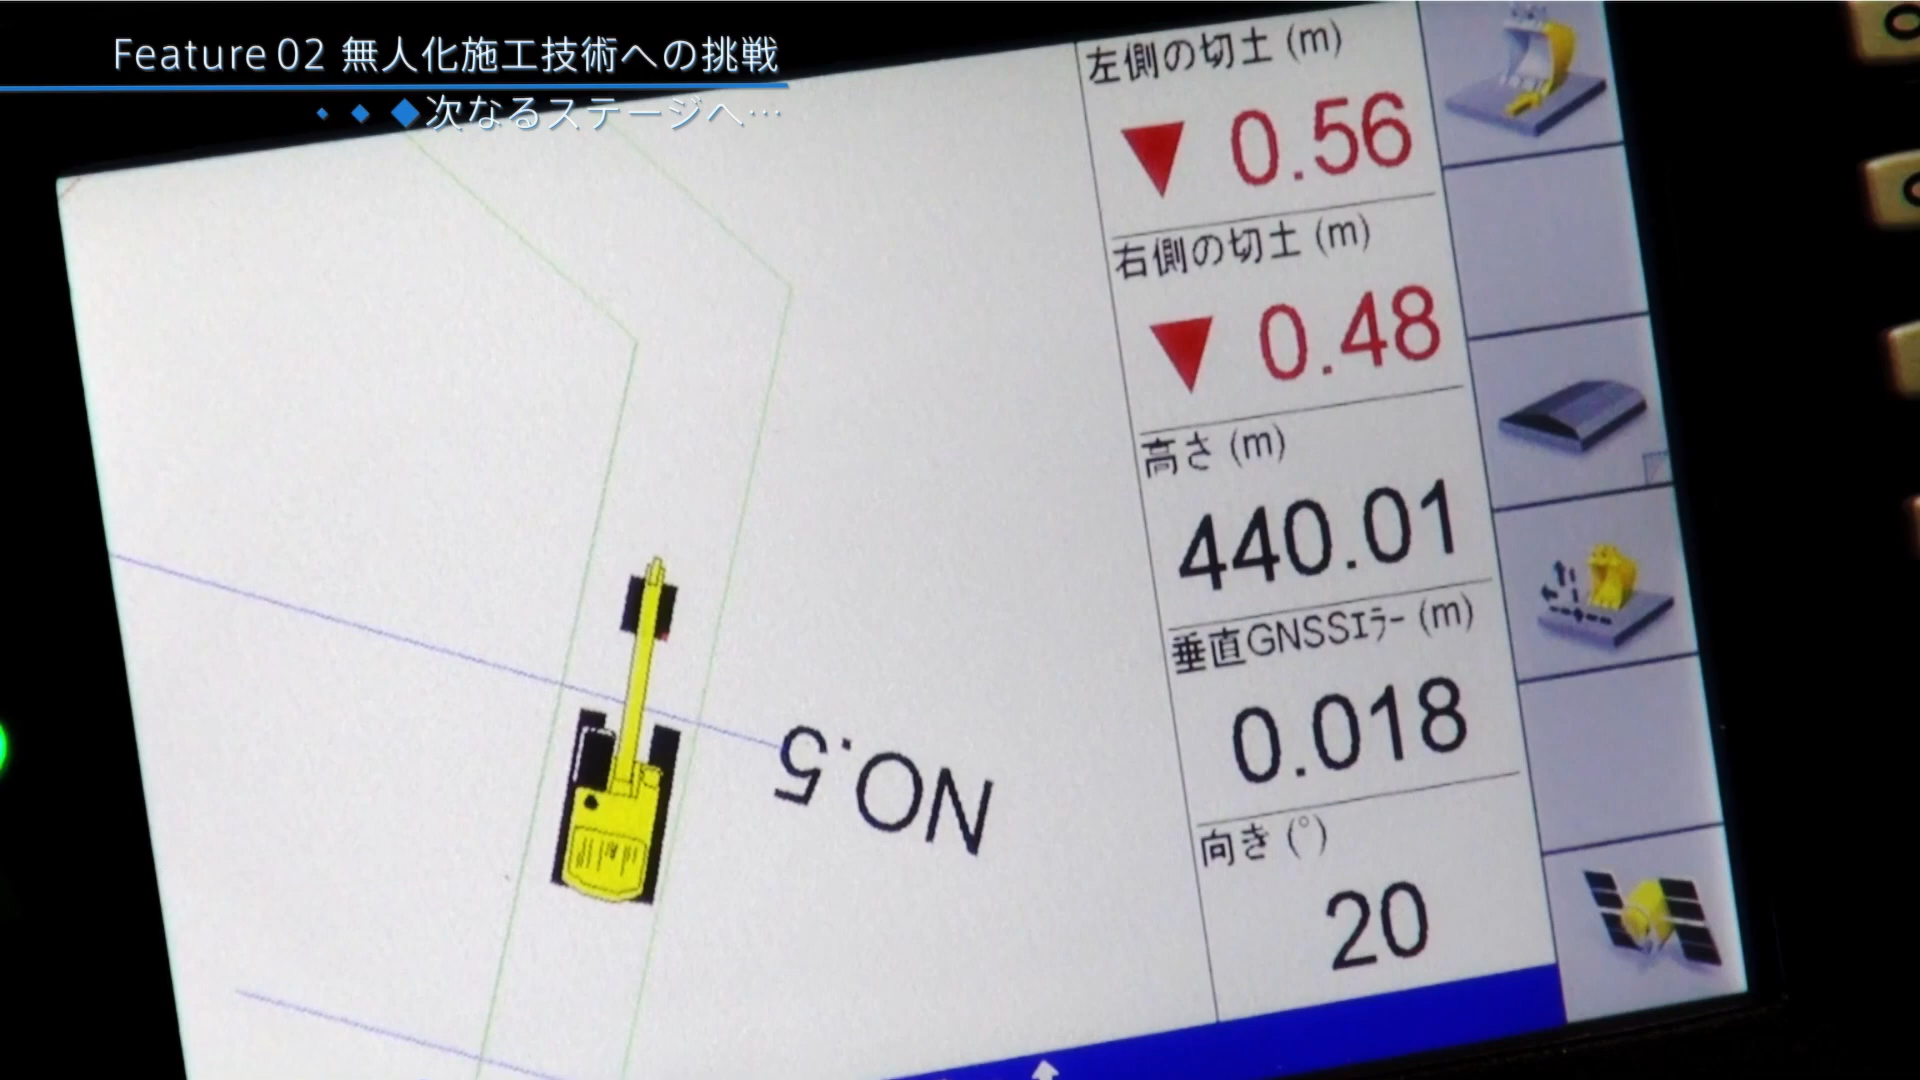 Feature 02 無人化施工技術への挑戦
次なるステージへ…
左側の切土 (m)
▼ 0.56
右側の切土 (m)
▼ 0.48
高さ (m)
440.01
垂直GNSSｴﾗｰ (m)
0.018
向き (°)
20
NO.5